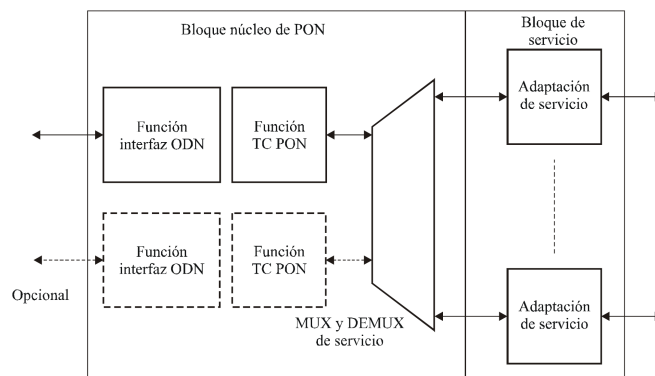 Bloque núcleo de PON
Bloque de
servicio
Adaptación
de servicio
Función
interfaz ODN
Función
TC PON
Función
interfaz ODN
Función
TC PON
Opcional
MUX y DEMUX
de servicio
Adaptación
de servicio